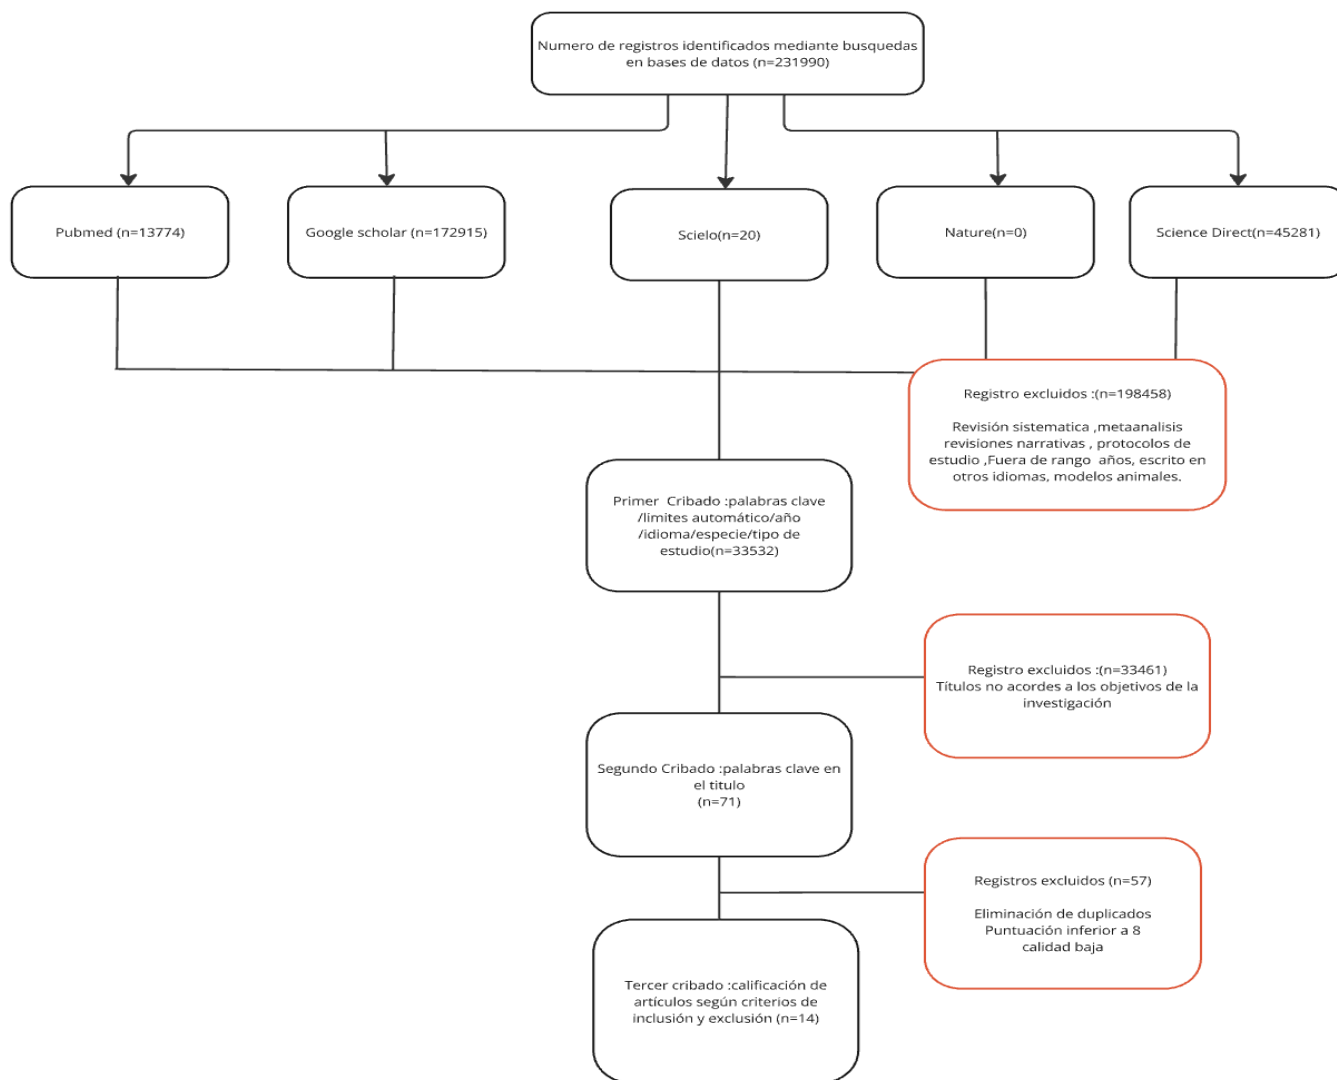 Numero de registros identificados mediante busquedas
en bases de datos (n=231990)
Pubmed (n=13774)
Google scholar (n=172915)
Scielo(n=20)
Nature(n=0)
Science Direct(n=45281)
Registro excluidos :(n=198458)
Revisión sistematica ,metaanalisis
revisiones narrativas , protocolos de
estudio ,Fuera de rango  años, escrito en
otros idiomas, modelos animales.
Primer  Cribado :palabras clave
/limites automático/año
/idioma/especie/tipo de
estudio(n=33532)
Registro excluidos :(n=33461)
Títulos no acordes a los objetivos de la
investigación
Segundo Cribado :palabras clave en
el titulo
(n=71)
Registros excluidos (n=57)
Eliminación de duplicados
Puntuación inferior a 8
calidad baja
Tercer cribado :calificación de
artículos según criterios de
inclusión y exclusión (n=14)